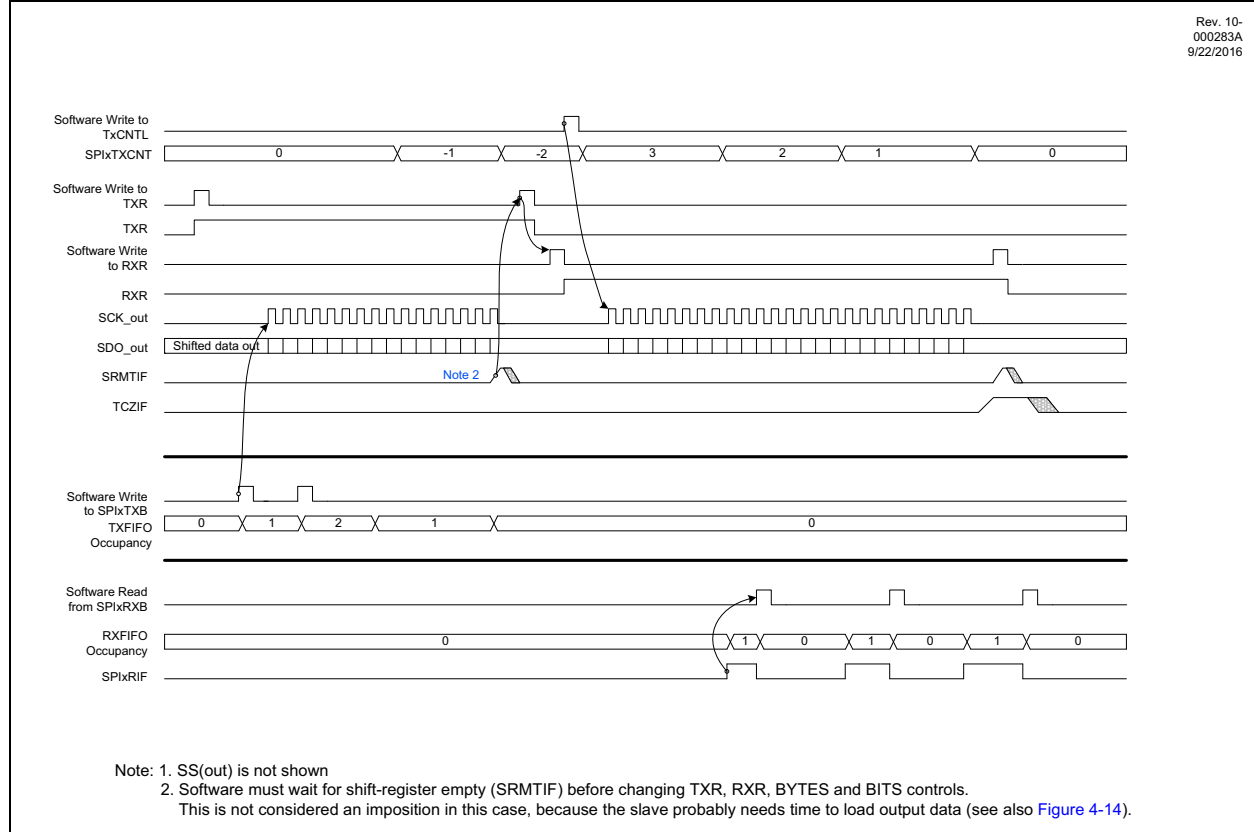 Rev. 10-
000283A
9/22/2016
Software Write to
TxCNTL
SPIxTXCNT 0 -1 -2 3 2 1 0
Software Write to
TXR
TXR
Software Write
to RXR
RXR
SCK_out
SDO_out Shifted data out
SRMTIF Note 2
TCZIF
Software Write
to SPIxTXB
TXFIFO 0 1 2 1 0
Occupancy
Software Read
from SPIxRXB
RXFIFO 0 1 0 1 0 1 0
Occupancy
SPIxRIF
Note: 1. SS(out) is not shown
2. Software must wait for shift-register empty (SRMTIF) before changing TXR, RXR, BYTES and BITS controls.
This is not considered an imposition in this case, because the slave probably needs time to load output data (see also Figure 4-14).